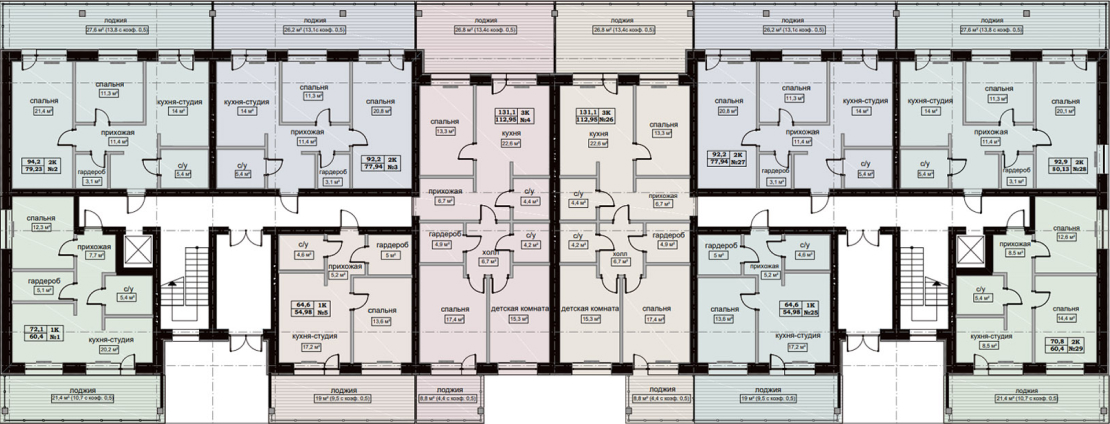 лоджия
27,6 м² (13,8 с коэф. 0,5)
лоджия
26,2 м² (13,1с коэф. 0,5)
лоджия
26,8 м² (13,4с коэф. 0,5)
лоджия
26,8 м² (13,4с коэф. 0,5)
лоджия
26,2 м² (13,1с коэф. 0,5)
лоджия
27,6 м² (13,8 с коэф. 0,5)
спальня
21,4 м²
спальня
11,3 м²
кухня-студия
14 м²
прихожая
11,4 м²
гардероб
3,1 м²
с/у
5,4 м²
94,2 2К
79,23 №2
кухня-студия
14 м²
спальня
11,3 м²
спальня
20,8 м²
прихожая
11,4 м²
с/у
5,4 м²
гардероб
3,1 м²
92,2 2К
77,94 №3
131,1 3К
112,95 №4
спальня
13,3 м²
кухня
22,6 м²
прихожая
6,7 м²
с/у
4,4 м²
гардероб
4,9 м²
с/у
4,2 м²
холл
6,7 м²
спальня
17,4 м²
детская комната
15,3 м²
131,1 3К
112,95 №26
кухня
22,6 м²
спальня
13,3 м²
с/у
4,4 м²
прихожая
6,7 м²
с/у
4,2 м²
гардероб
4,9 м²
холл
6,7 м²
детская комната
15,3 м²
спальня
17,4 м²
спальня
20,8 м²
спальня
11,3 м²
кухня-студия
14 м²
прихожая
11,4 м²
гардероб
3,1 м²
с/у
5,4 м²
92,2 2К
77,94 №27
кухня-студия
14 м²
спальня
11,3 м²
спальня
20,1 м²
прихожая
11,4 м²
с/у
5,4 м²
гардероб
3,1 м²
92,9 2К
80,13 №28
спальня
12,3 м²
прихожая
7,7 м²
гардероб
5,1 м²
с/у
5,4 м²
72,1 1К
60,4 №1
кухня-студия
20,2 м²
с/у
4,6 м²
гардероб
5 м²
прихожая
5,2 м²
64,6 1К
54,98 №5
спальня
13,6 м²
кухня-студия
17,2 м²
гардероб
5 м²
с/у
4,6 м²
прихожая
5,2 м²
спальня
13,6 м²
64,6 1К
54,98 №25
кухня-студия
17,2 м²
спальня
12,6 м²
прихожая
8,5 м²
с/у
5,4 м²
спальня
14,4 м²
кухня-студия
8,5 м²
70,8 2К
60,4 №29
лоджия
21,4 м² (10,7 с коэф. 0,5)
лоджия
19 м² (9,5 с коэф. 0,5)
лоджия
8,8 м² (4,4 с коэф. 0,5)
лоджия
8,8 м² (4,4 с коэф. 0,5)
лоджия
19 м² (9,5 с коэф. 0,5)
лоджия
21,4 м² (10,7 с коэф. 0,5)